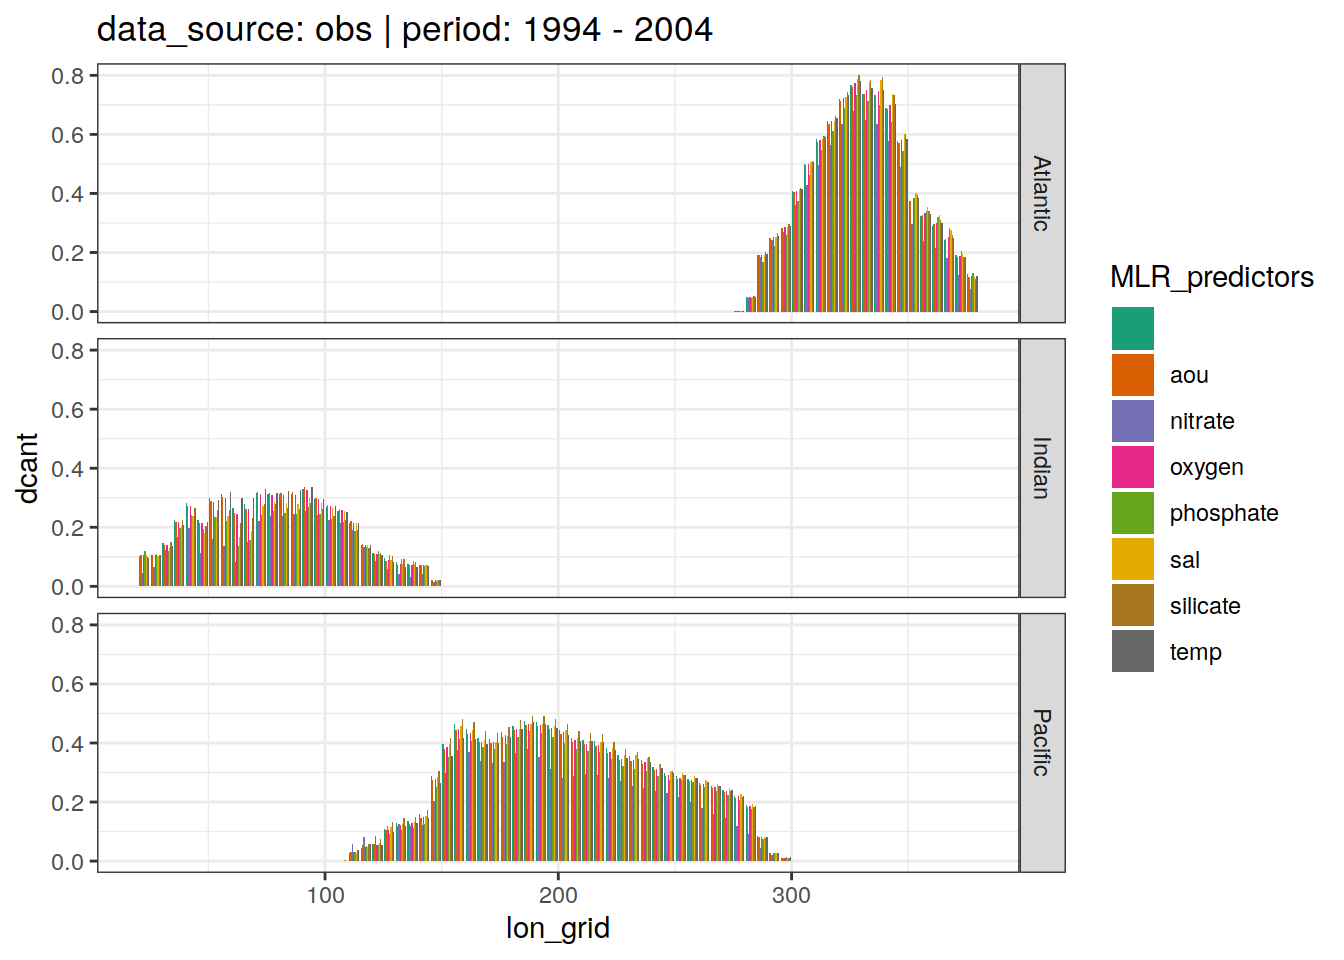 data_source: obs | period: 1994 - 2004
dcant
0.8
0.6
0.4
0.2
0.0
Atlantic
0.8
0.6
0.4
0.2
0.0
Indian
0.8
0.6
0.4
0.2
0.0
Pacific
100
200
300
lon_grid
MLR_predictors
aou
nitrate
oxygen
phosphate
sal
silicate
temp